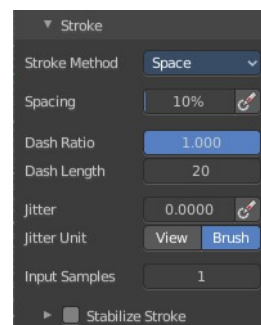 Stroke
Stroke Method Space
Spacing 10%
Dash Ratio 1.000
Dash Length 20
Jitter 0.0000
Jitter Unit View Brush
Input Samples 1
Stabilize Stroke